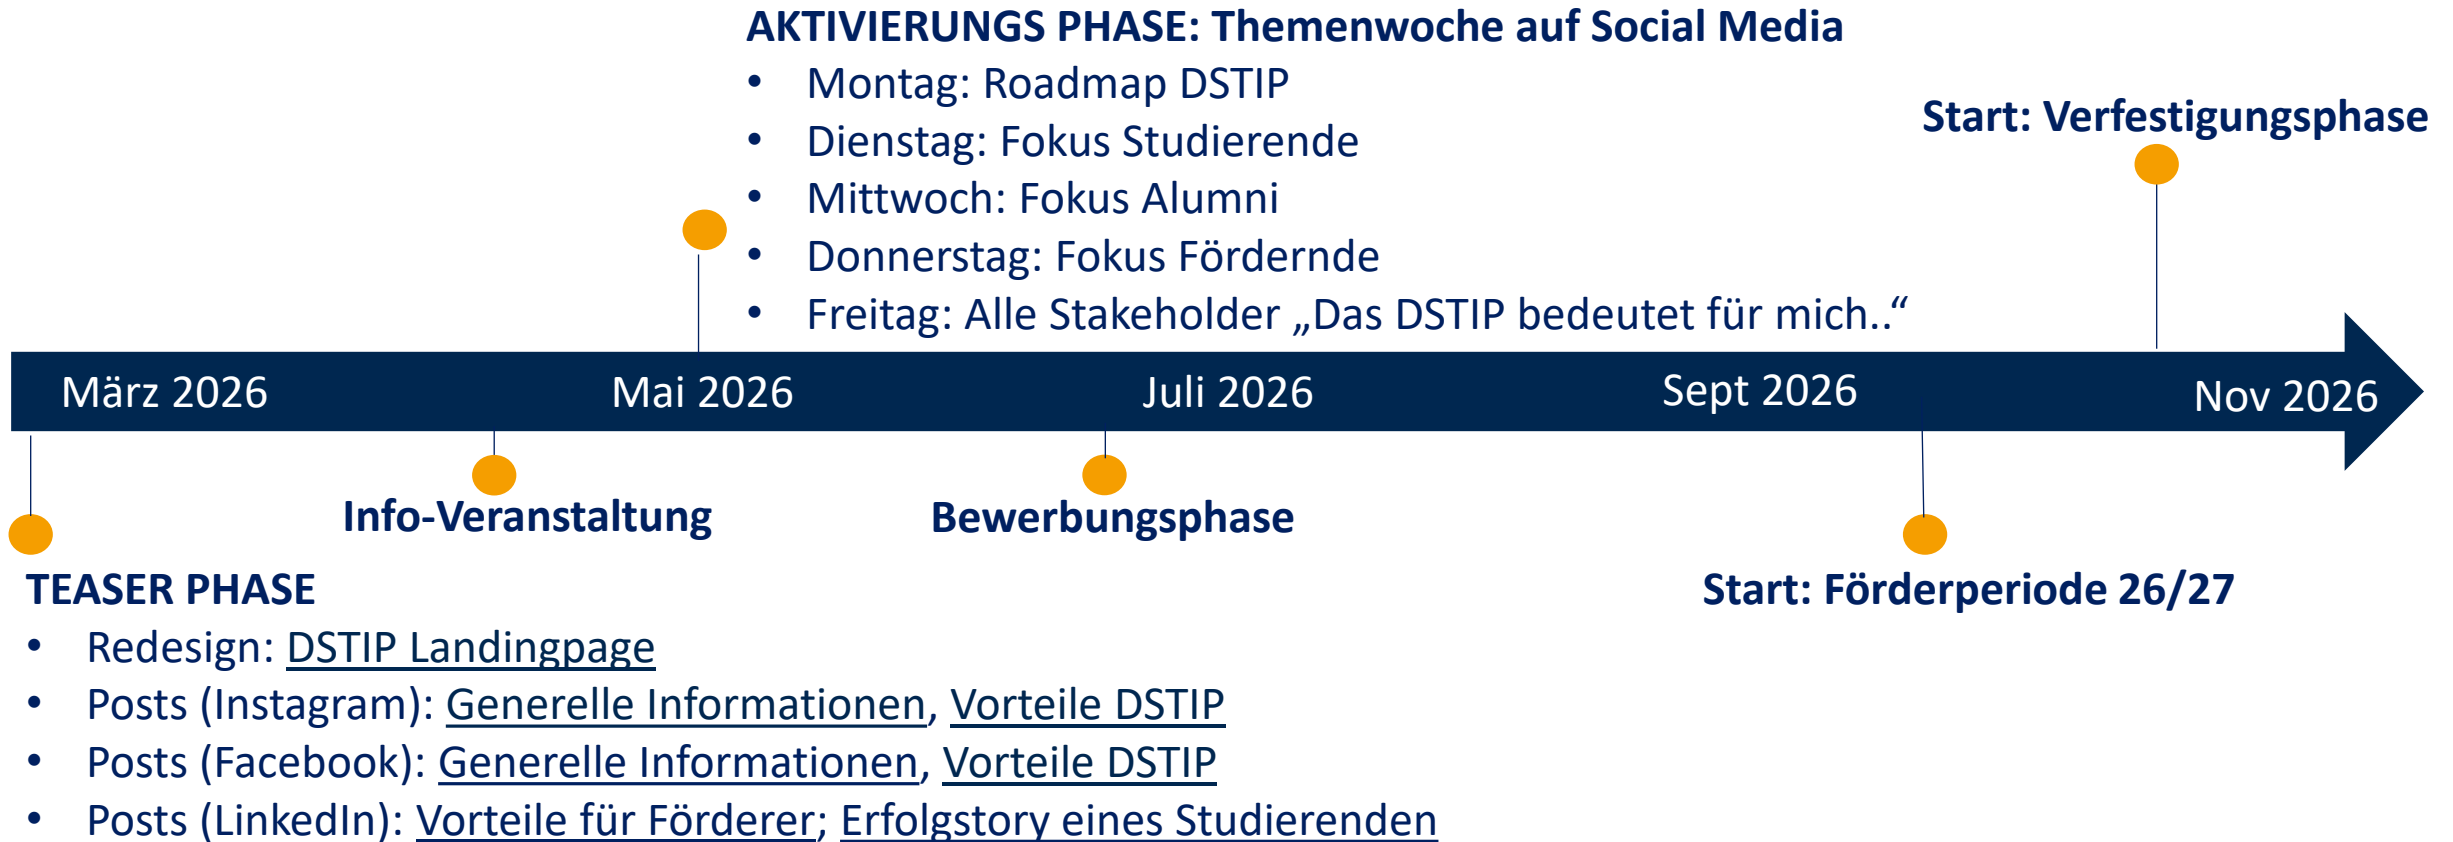 AKTIVIERUNGS PHASE: Themenwoche auf Social Media
• Montag: Roadmap DSTIP
• Dienstag: Fokus Studierende
• Mittwoch: Fokus Alumni
• Donnerstag: Fokus Fördernde
• Freitag: Alle Stakeholder „Das DSTIP bedeutet für mich..“
Start: Verfestigungsphase
März 2026
Mai 2026
Juli 2026
Sept 2026
Nov 2026
Info-Veranstaltung
Bewerbungsphase
Start: Förderperiode 26/27
TEASER PHASE
• Redesign: DSTIP Landingpage
• Posts (Instagram): Generelle Informationen, Vorteile DSTIP
• Posts (Facebook): Generelle Informationen, Vorteile DSTIP
• Posts (LinkedIn): Vorteile für Förderer; Erfolgstory eines Studierenden